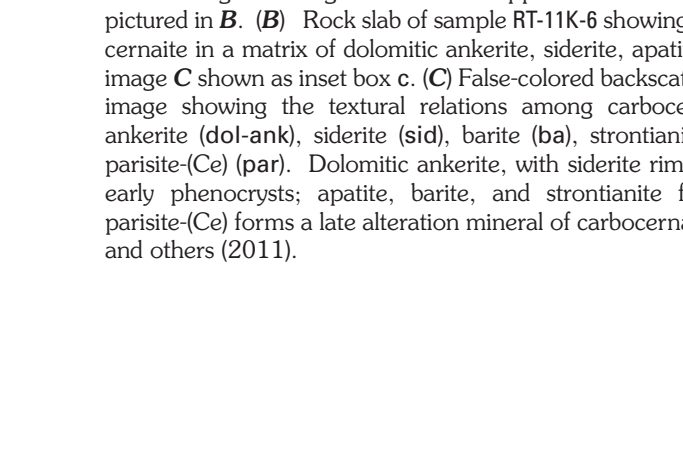 pictured in B. (B) Rock slab of sample RT-11K-6 showing
cernaite in a matrix of dolomitic ankerite, siderite, apati
image C shown as inset box c. (C) False-colored backscat
image showing the textural relations among carboce
ankerite (dol-ank), siderite (sid), barite (ba), strontiani
parisite-(Ce) (par). Dolomitic ankerite, with siderite rim
early phenocrysts; apatite, barite, and strontianite f
parisite-(Ce) forms a late alteration mineral of carbocerna
and others (2011).